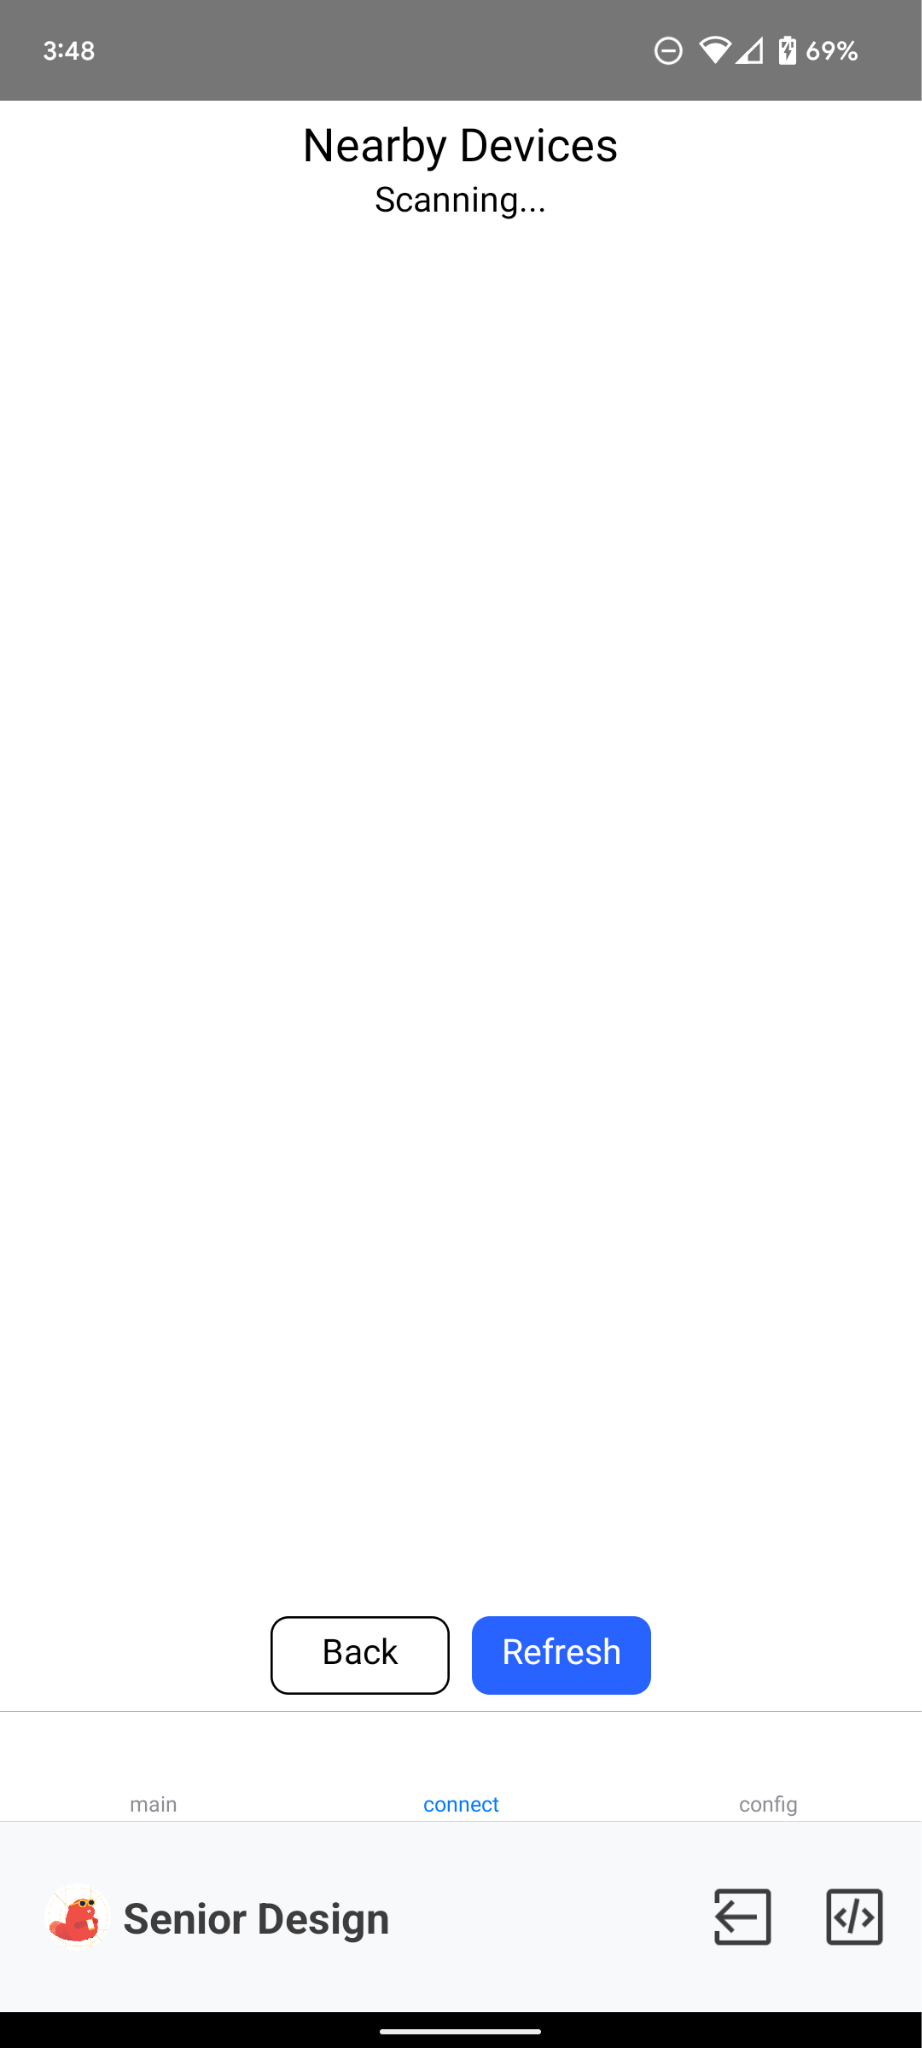 3:48
69%
Nearby Devices
Scanning...
Back
Refresh
main
connect
config
Senior Design